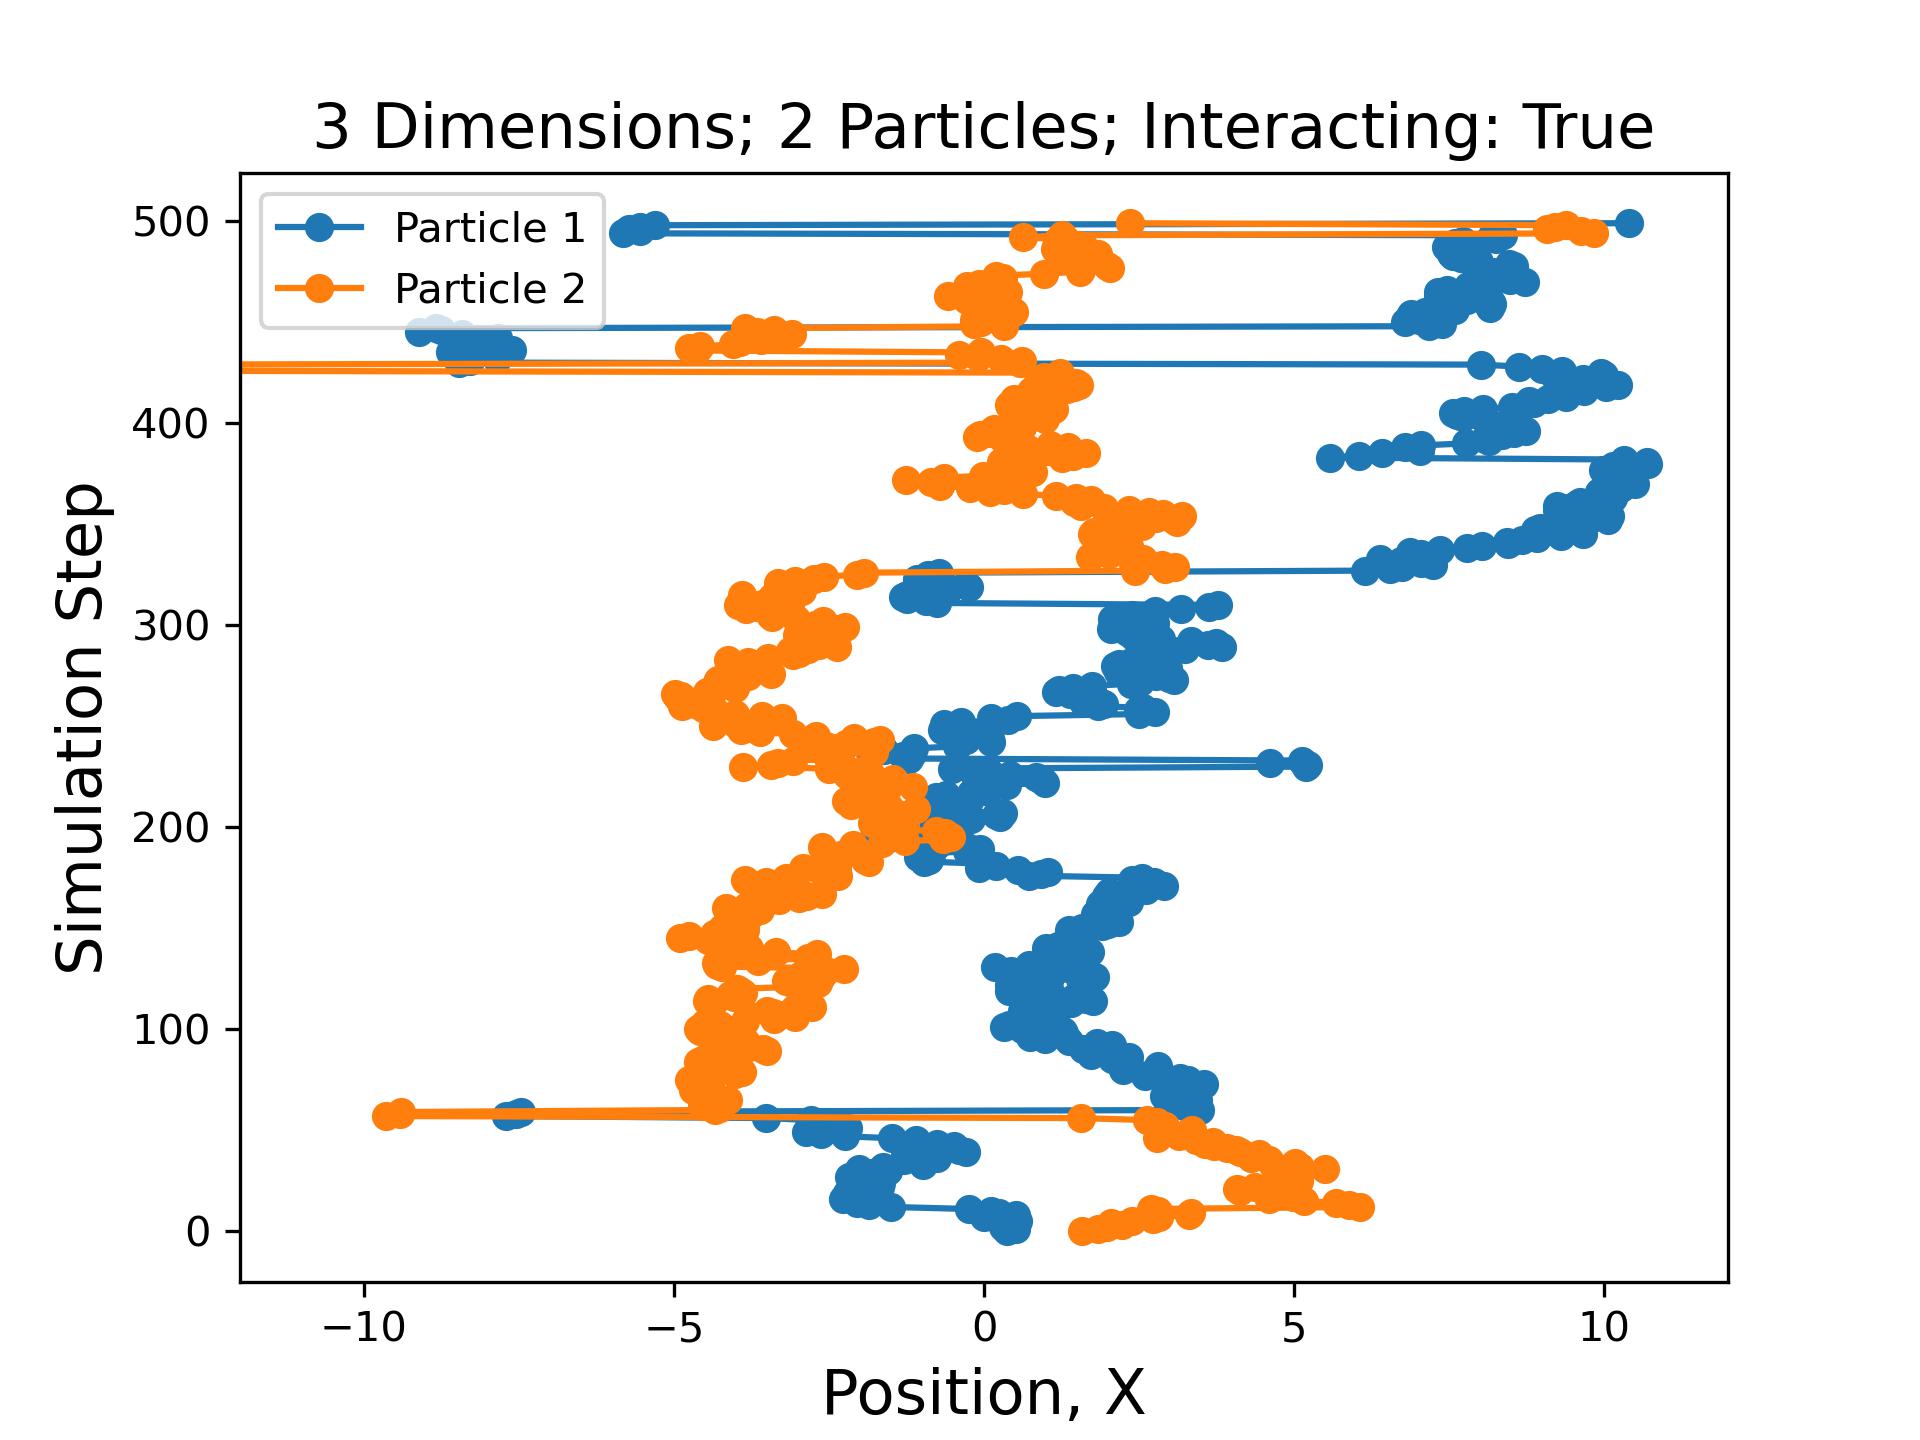 3 Dimensions; 2 Particles; Interacting: True
Particle 1
Particle 2
500
400
300
200
100
0
Simulation Step
−10
−5
0
5
10
Position, X